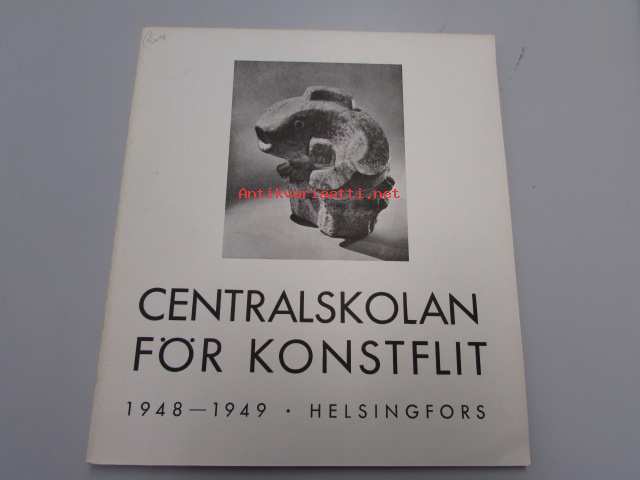 Antikvariaatti.net
CENTRALSKOLAN
FÖR KONSTFLIT
1948—1949 • HELSINGFORS